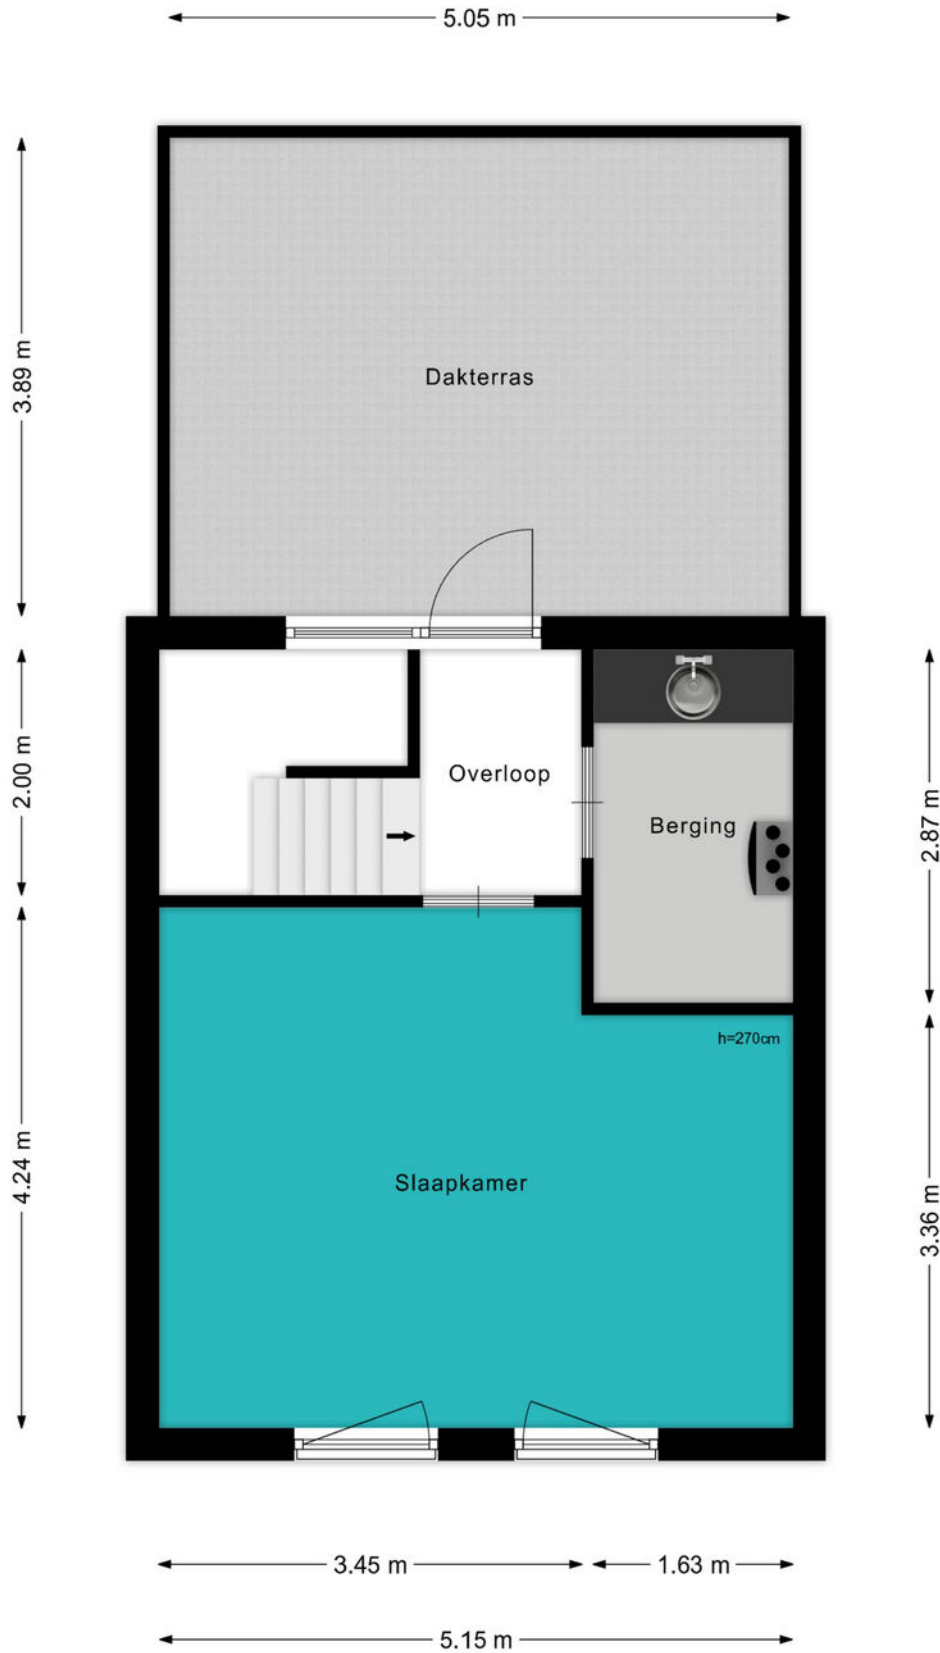 5.05 m
3.89 m
Dakterras
2.00 m
Overloop
Berging
2.87 m
h=270cm
4.24 m
Slaapkamer
3.36 m
3.45 m
1.63 m
5.15 m